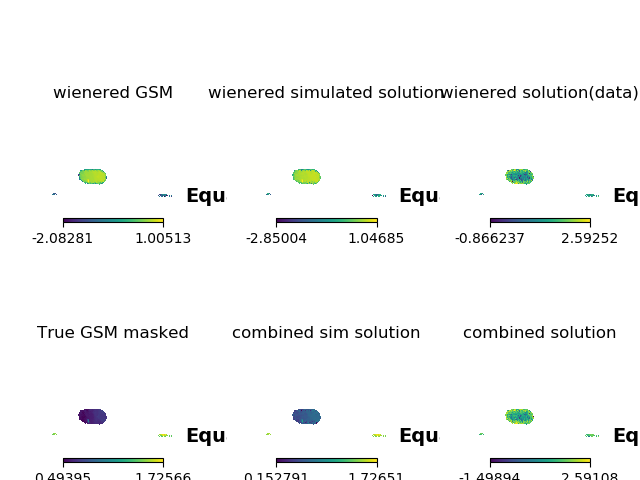 wienered GSM
wienered simulated solution
wienered solution(data)
Equ
Equ
Eq
-2.08281 1.00513
-2.85004 1.04685
-0.866237 2.59252
True GSM masked
combined sim solution
combined solution
Equ
Equ
Eq
0.49395 1.72566
0.152791 1.72651
-1.49894 2.59108